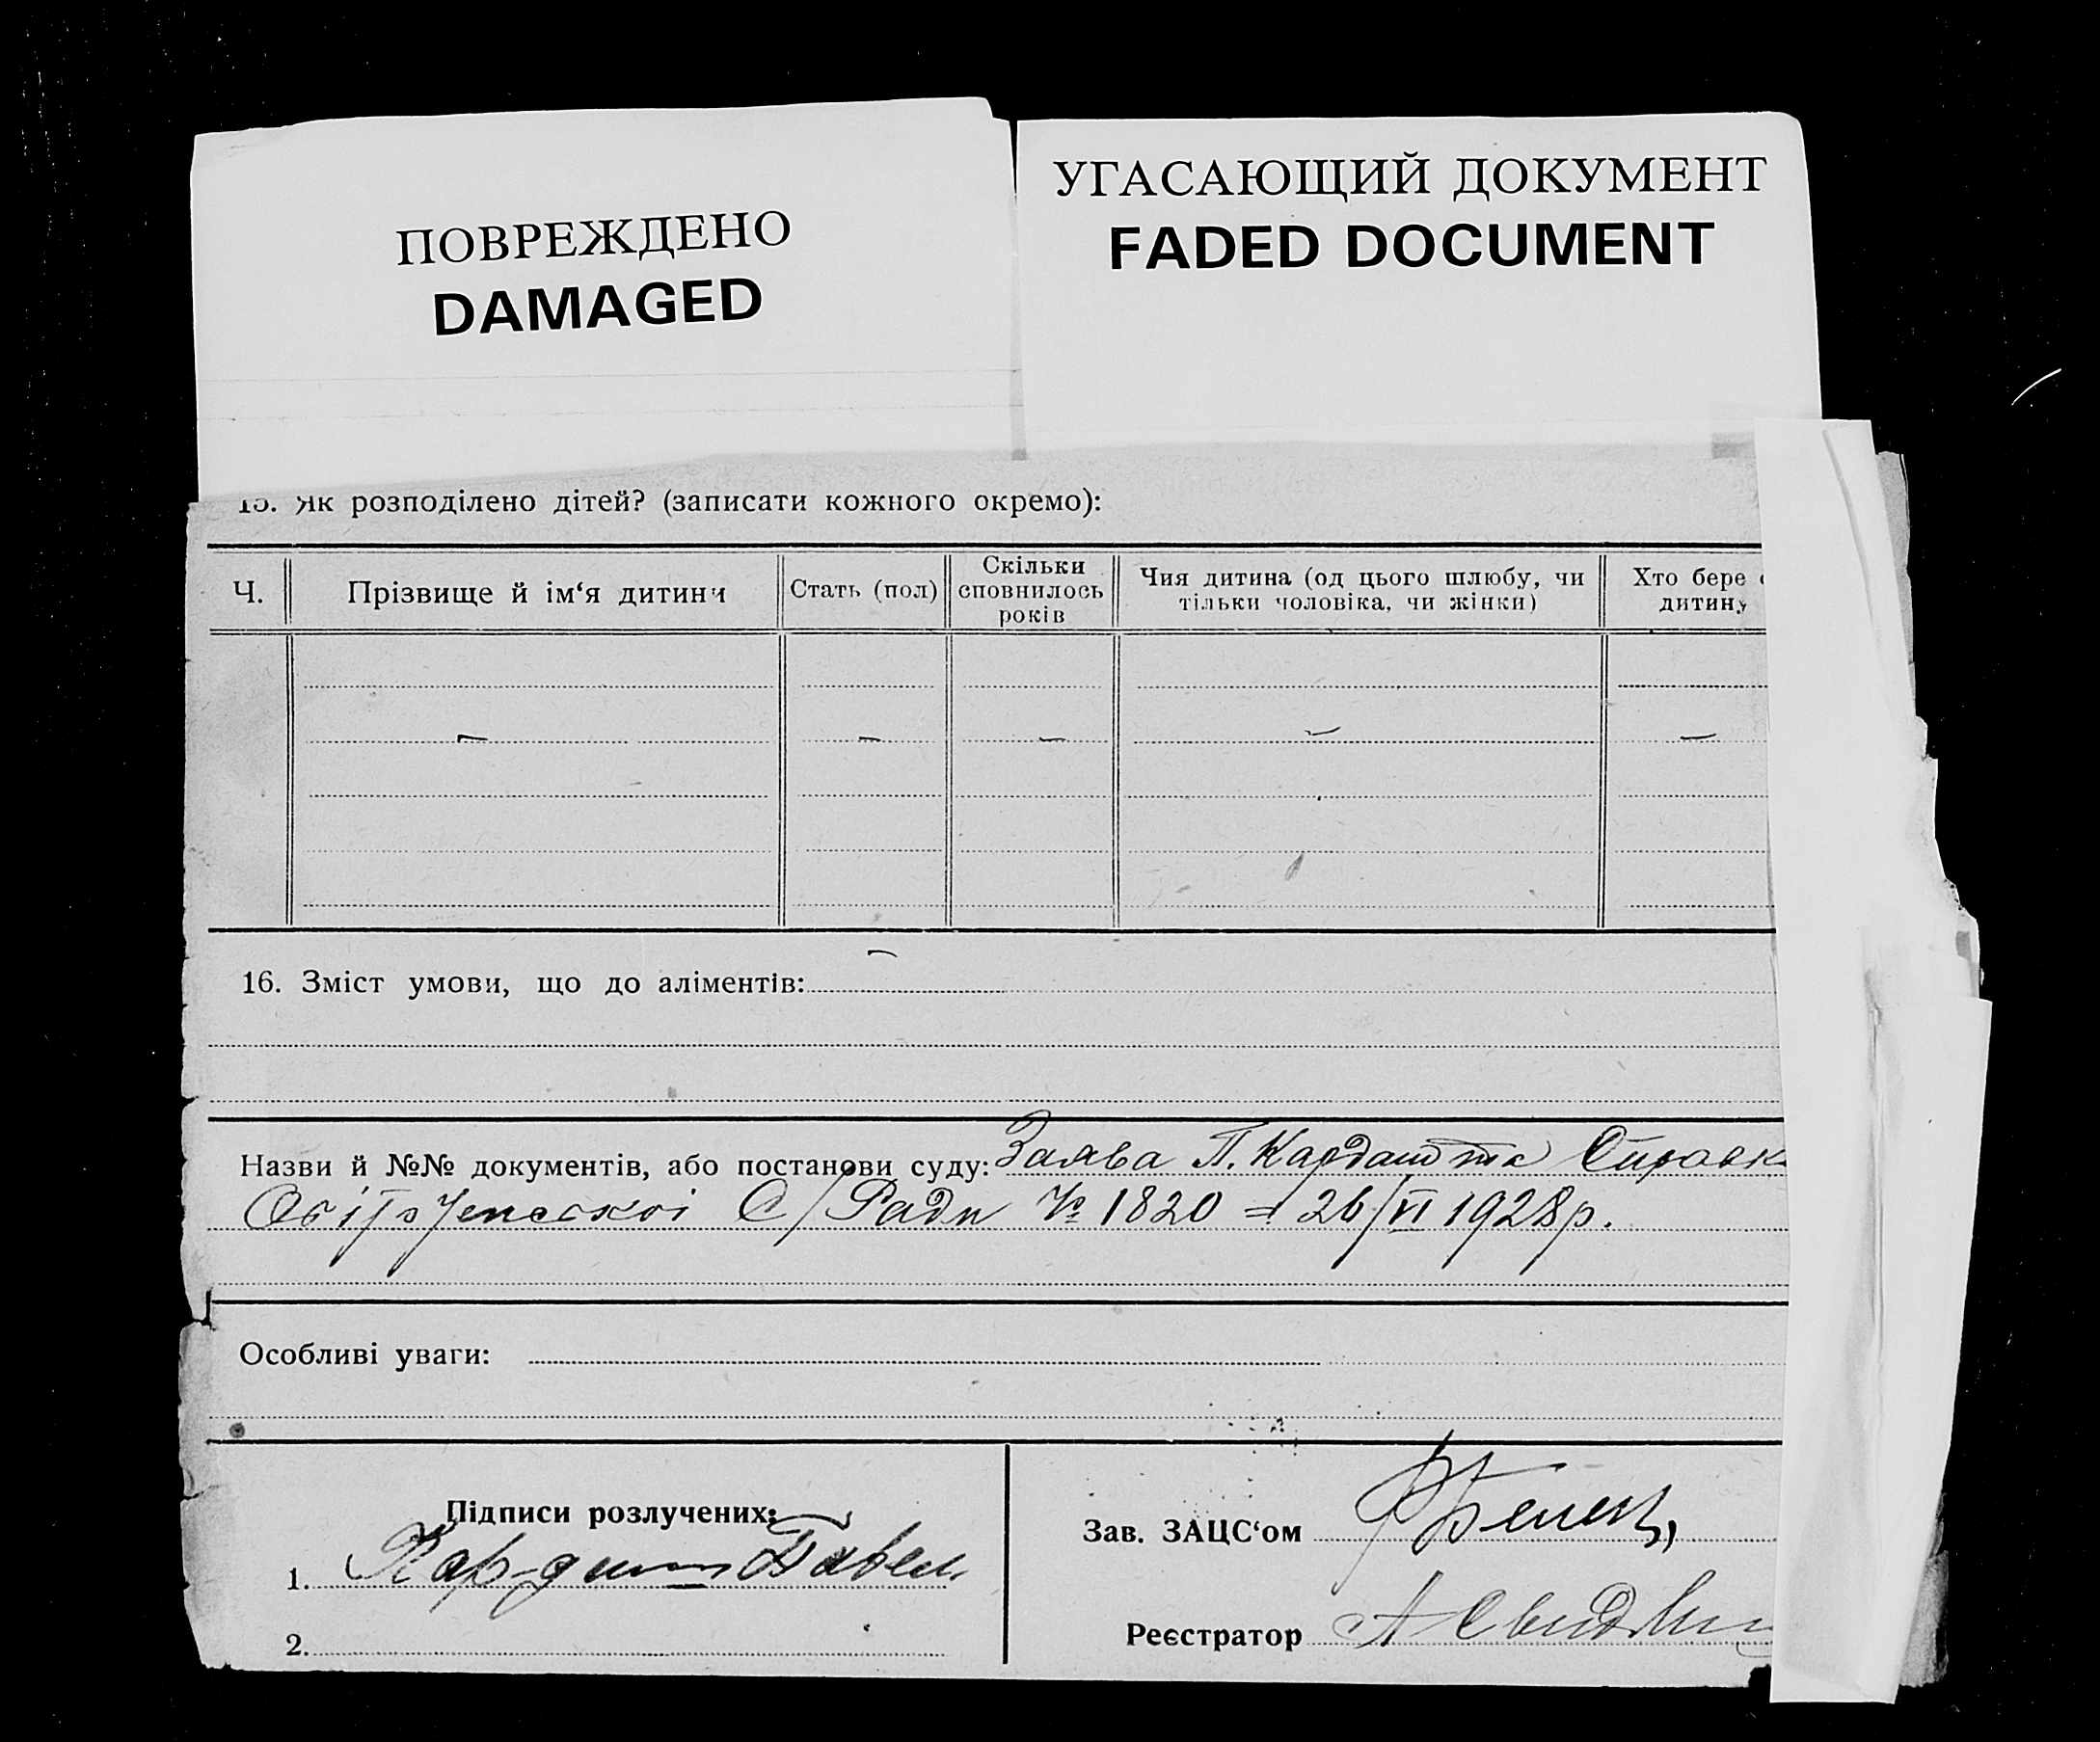 ПОВРЕЖДЕНО
DAMAGED
УГАСАЮЩИЙ ДОКУМЕНТ
FADED DOCUMENT
15. Як розподілено дітей? (записати кожного окремо):
Ч.
Прізвище й ім‘я дитини
Стать (пол)
Скільки
сповнилось
років
Чия дитина (од цього шлюбу, чи
тільки чоловіка, чи жінки)
Хто бере
дитину
— — — — —
—
16. Зміст умови, що до аліментів:
Назви й №№ документів, або постанови суду: Заява П. Кардаш та Справк
С/Ради № 1820 26/VI 1928 р.
Особливі уваги:
Підписи розлучених:
1. Кардаш Павел
2.
Зав. ЗАЦС‘ом
Реєстратор